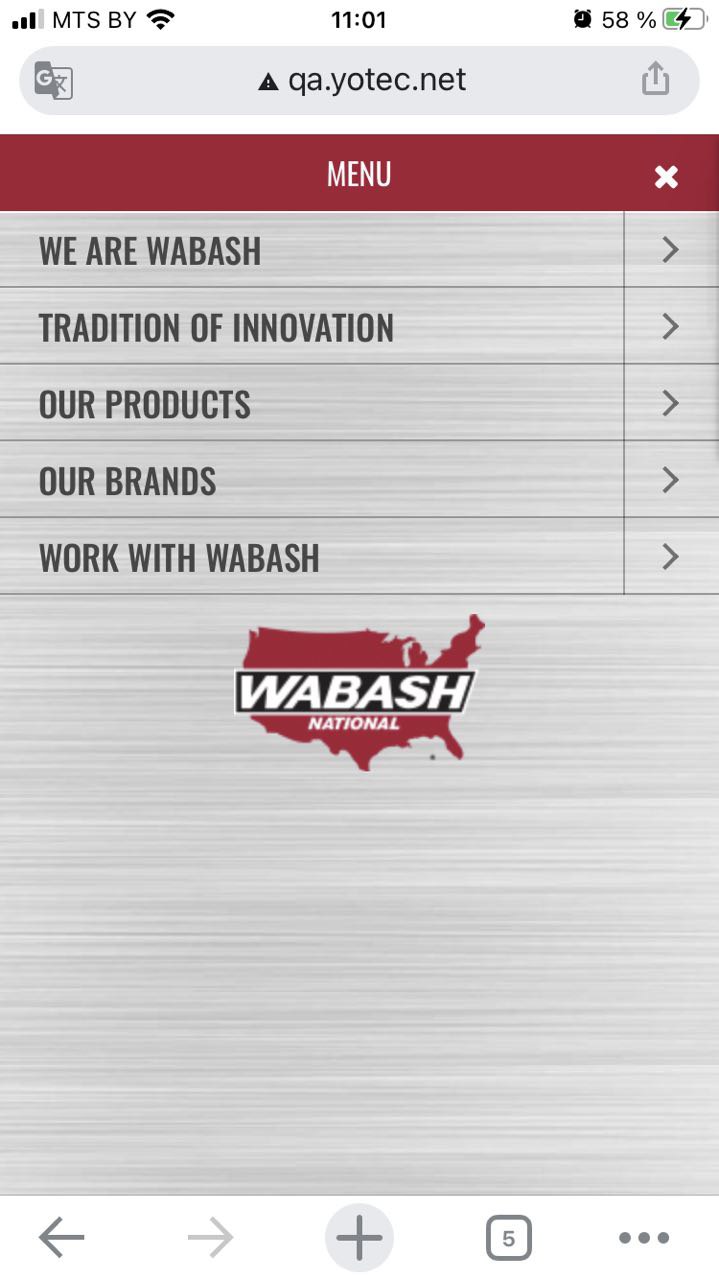 MTS BY
11:01
58 %
qa.yotec.net
MENU
WE ARE WABASH
TRADITION OF INNOVATION
OUR PRODUCTS
OUR BRANDS
WORK WITH WABASH
WABASH
NATIONAL
5